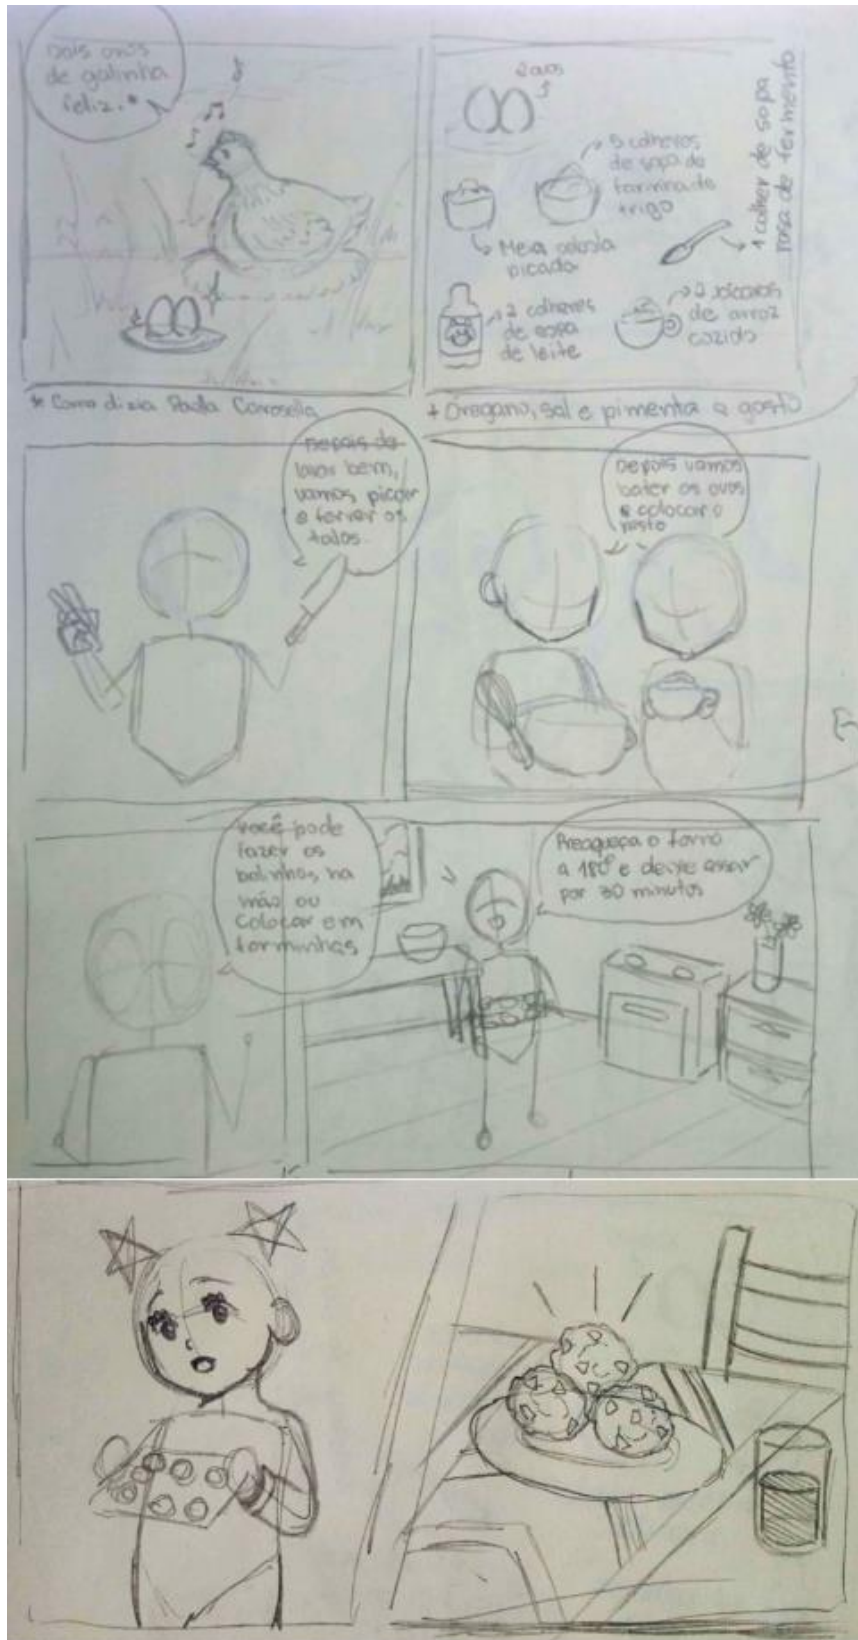 Dois ovos
de galinha
feliz.*
* Como dizia Paola Carosella
2 ovos
5 colheres
de sopa de
farinha de
trigo
Meia cebola
picada
1 colher de sopa
rasa de fermento
2 colheres
de sopa
de leite
2 xícaras
de arroz
cozido
+ Óregano, sal e pimenta a gosto
Depois de
lavar bem,
vamos picar
e ferver os
talos.
Depois vamos
bater os ovos
e colocar o
resto
Você pode
fazer os
bolinhos na
mão ou
colocar em
forminhas
Preaqueça o forno
a 180° e deixe assar
por 30 minutos